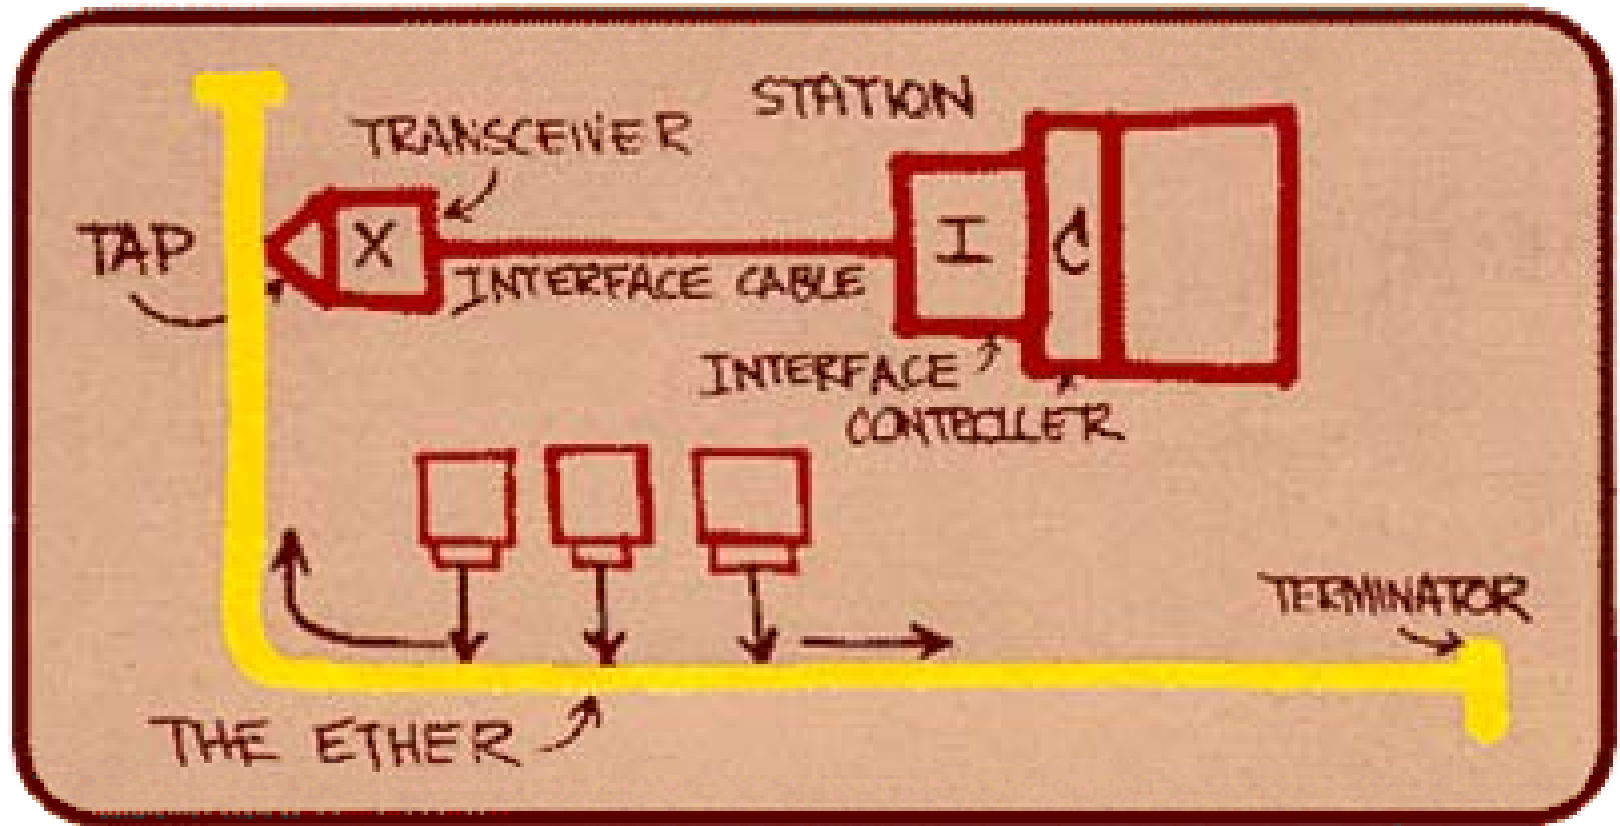 STATION
TRANSCEIVER
TAP
X
I
C
INTERFACE CABLE
INTERFACE
CONTROLLER
TERMINATOR
THE ETHER